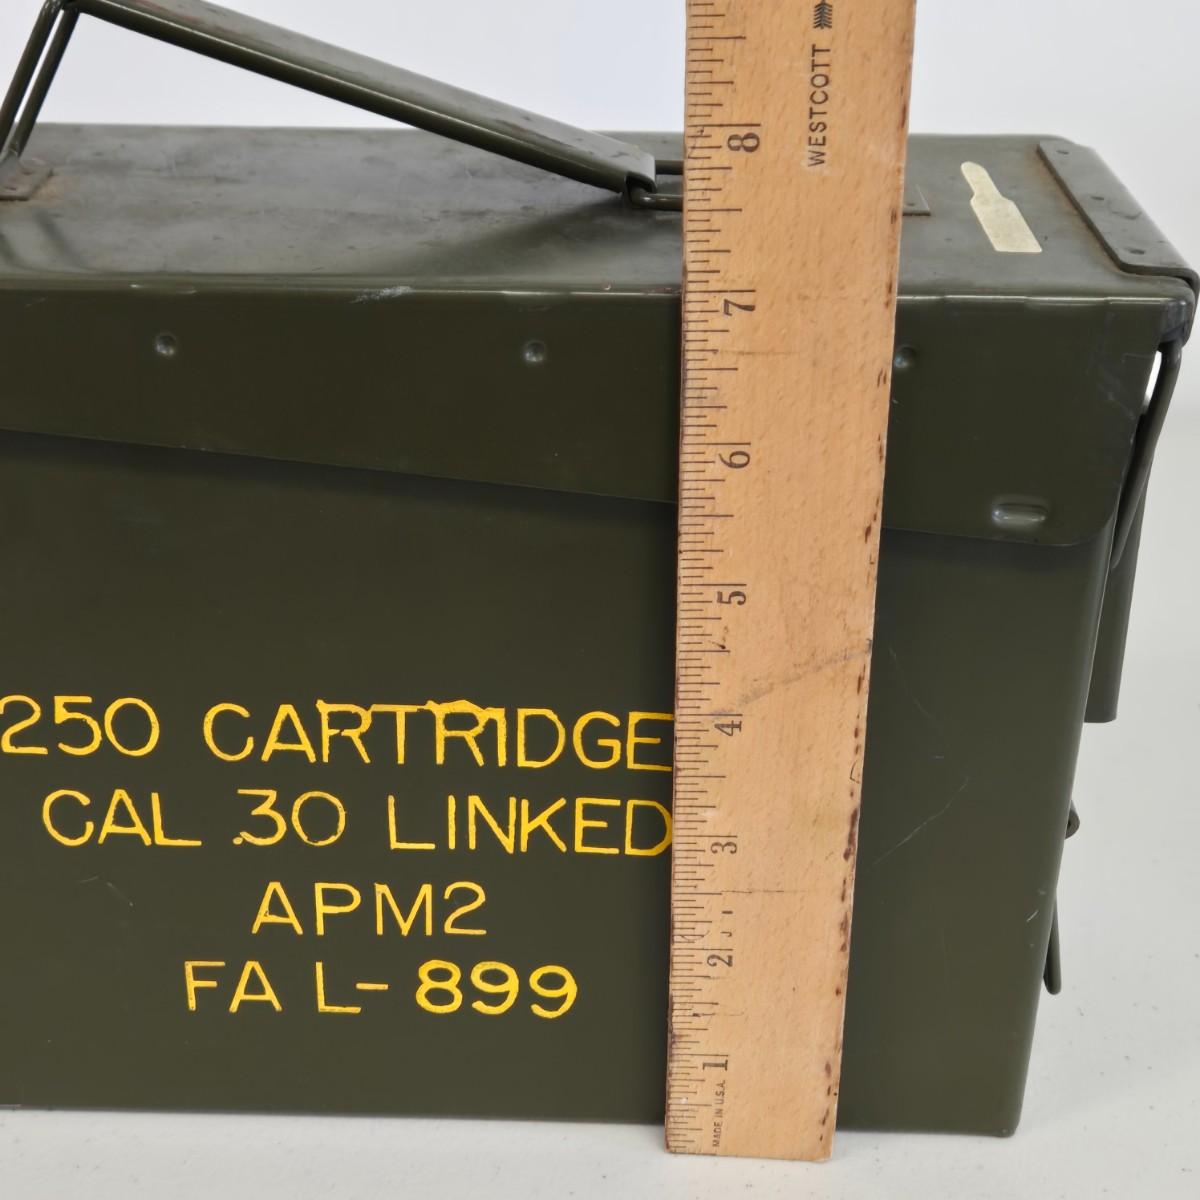 WESTCOTT
8
7
6
5
4
3
2
1
MADE IN U.S.A.
250 CARTRIDGE
CAL .30 LINKED
APM2
FA L-899